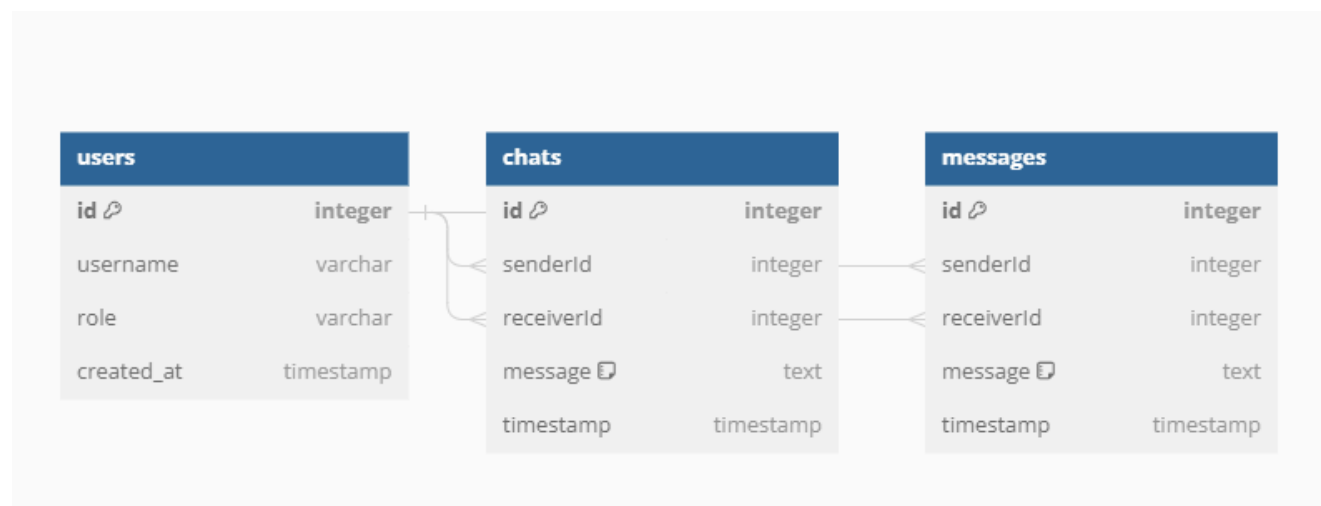 users
id integer
username varchar
role varchar
created_at timestamp
chats
id integer
senderId integer
receiverId integer
message text
timestamp timestamp
messages
id integer
senderId integer
receiverId integer
message text
timestamp timestamp